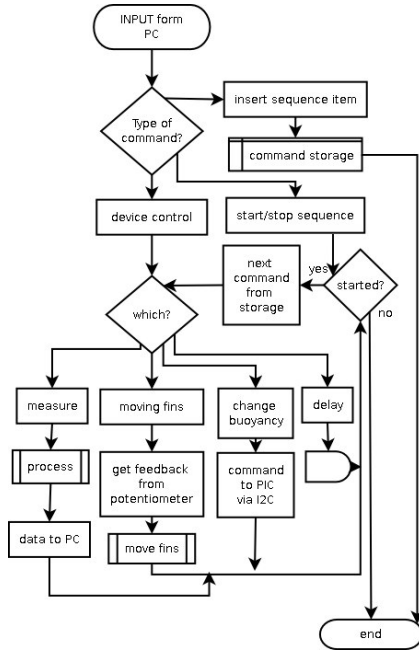 INPUT form
PC
Type of
command?
insert sequence item
command storage
device control
start/stop sequence
next
command
from
storage
yes
started?
no
which?
measure
moving fins
change
buoyancy
delay
process
get feedback
from
potentiometer
command
to PIC
via I2C
data to PC
move fins
end